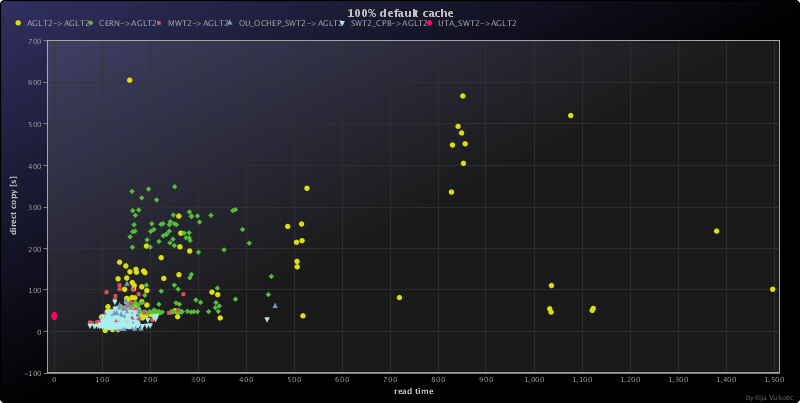 100% default cache
AGLT2->AGLT2 CERN->AGLT2 MWT2->AGLT2 OU_OCHEP_SWT2->AGLT2 SWT2_CPB->AGLT2 UTA_SWT2->AGLT2
700
600
500
400
300
200
100
0
-100
direct copy [s]
0 100 200 300 400 500 600 700 800 900 1,000 1,100 1,200 1,300 1,400 1,500
read time
by Ilija Vukotic